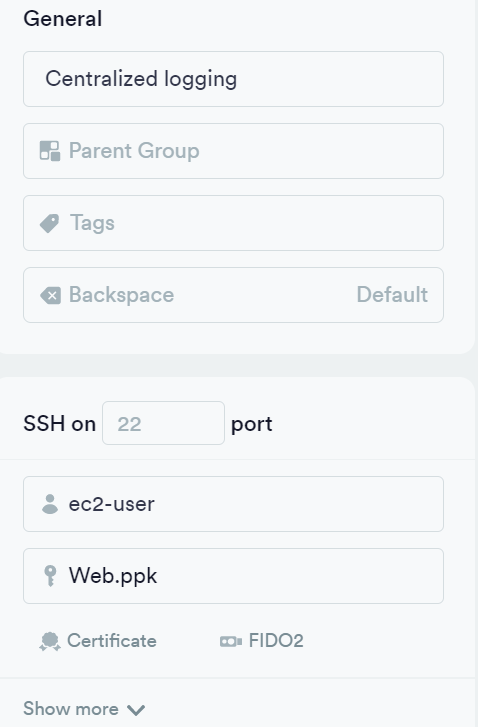 General
Centralized logging
Parent Group
Tags
Backspace Default
SSH on 22 port
ec2-user
Web.ppk
Certificate FIDO2
Show more